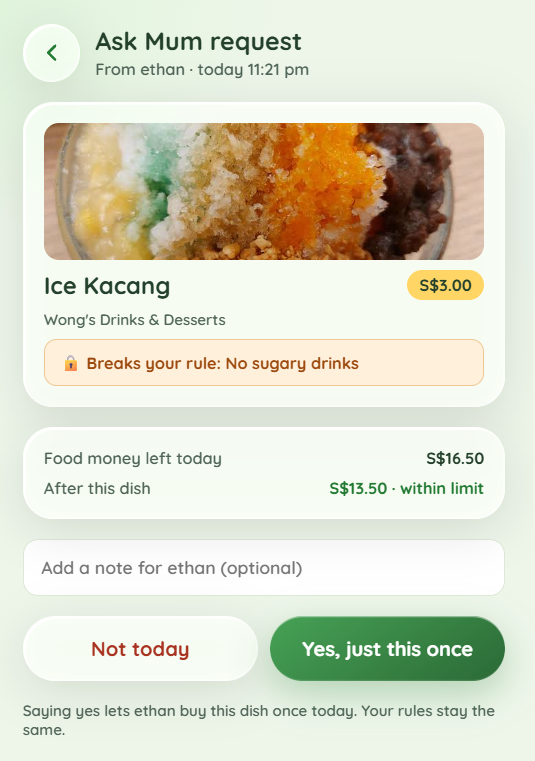 Ask Mum request
From ethan · today 11:21 pm
Ice Kacang
S$3.00
Wong's Drinks & Desserts
🔒 Breaks your rule: No sugary drinks
Food money left today
S$16.50
After this dish
S$13.50 · within limit
Add a note for ethan (optional)
Not today
Yes, just this once
Saying yes lets ethan buy this dish once today. Your rules stay the
same.